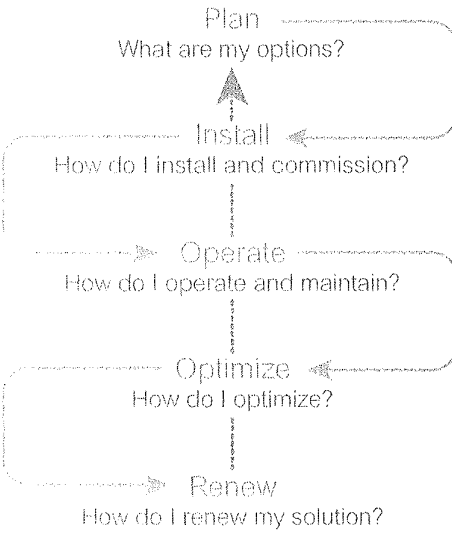 Plan
What are my options?
Install
How do I install and commission?
Operate
How do I operate and maintain?
Optimize
How do I optimize?
Renew
How do I renew my solution?